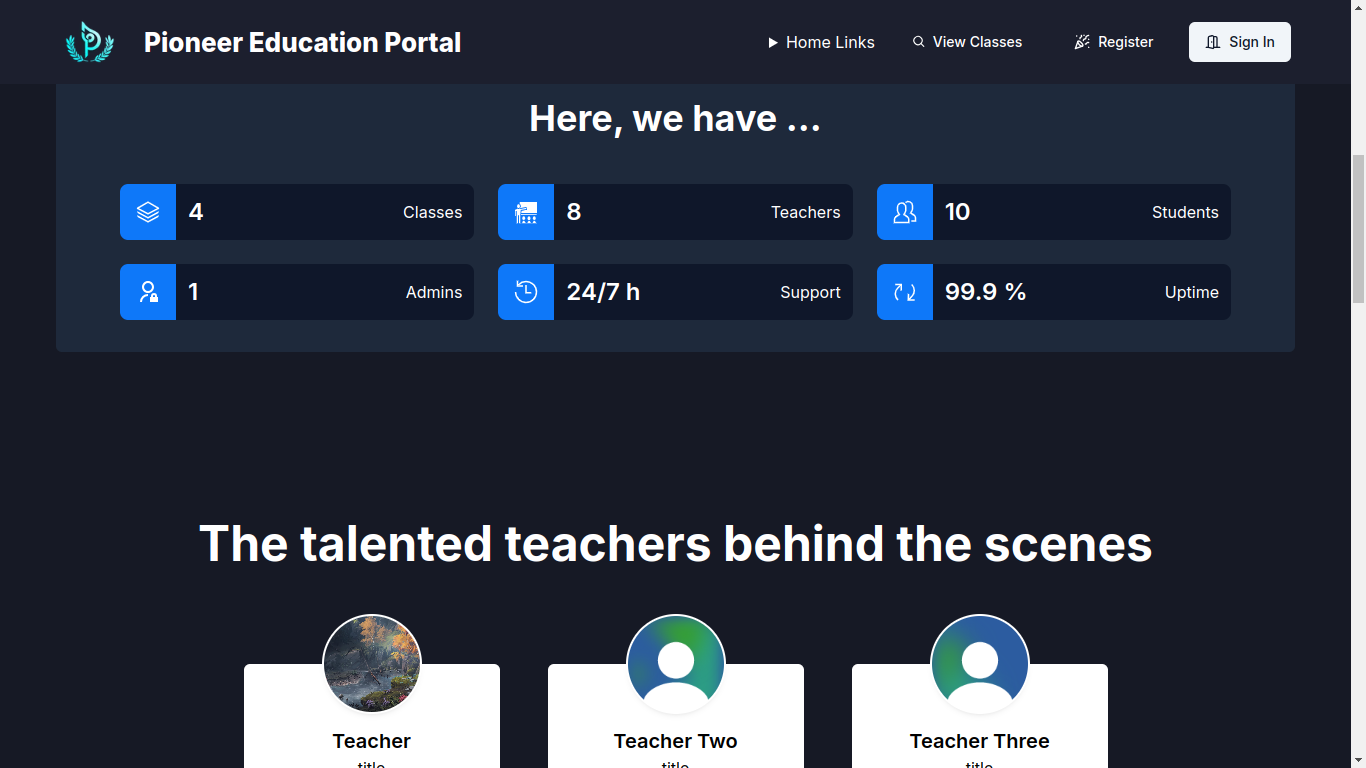 Pioneer Education Portal
Home Links
View Classes
Register
Sign In
Here, we have ...
4 Classes
8 Teachers
10 Students
1 Admins
24/7 h Support
99.9 % Uptime
The talented teachers behind the scenes
Teacher
title
Teacher Two
title
Teacher Three
title